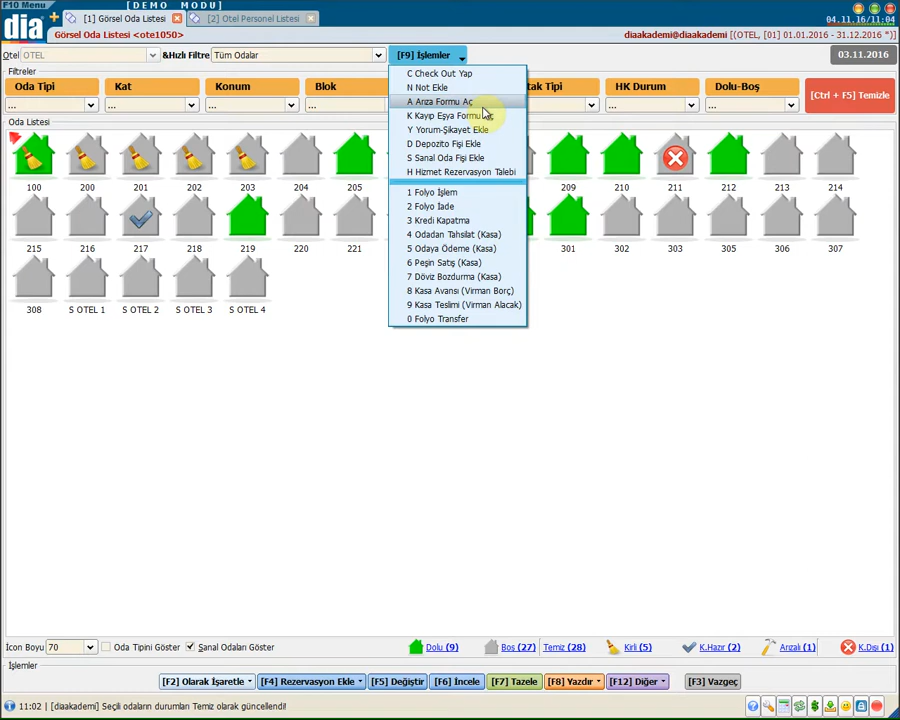 F10 Menu
[ D E M O   M O D U ]
dia
[1] Görsel Oda Listesi
[2] Otel Personel Listesi
04.11.16/11:04
Görsel Oda Listesi <ote1050>
diaakademi@diaakademi [(OTEL, [01] 01.01.2016 - 31.12.2016 *)]
Otel OTEL &Hızlı Filtre Tüm Odalar [F9] İşlemler 03.11.2016
Filtreler
Oda Tipi Kat Konum Blok tak Tipi HK Durum Dolu-Boş
[Ctrl + F5] Temizle
... ... ... ... ... ... ...
C Check Out Yap
N Not Ekle
A Arıza Formu Aç
K Kayıp Eşya Formu
Y Yorum-Şikayet Ekle
D Depozito Fişi Ekle
S Sanal Oda Fişi Ekle
H Hizmet Rezervasyon Talebi
1 Folyo İşlem
2 Folyo İade
3 Kredi Kapatma
4 Odadan Tahsilat (Kasa)
5 Odaya Ödeme (Kasa)
6 Peşin Satış (Kasa)
7 Döviz Bozdurma (Kasa)
8 Kasa Avansı (Virman Borç)
9 Kasa Teslimi (Virman Alacak)
0 Folyo Transfer
Oda Listesi
100 200 201 202 203 204 205 209 210 211 212 213 214
215 216 217 218 219 220 221 301 302 303 305 306 307
308 S OTEL 1 S OTEL 2 S OTEL 3 S OTEL 4
İcon Boyu 70 Oda Tipini Göster Sanal Odaları Göster Dolu (9) Boş (27) Temiz (28) Kirli (5) K.Hazır (2) Arızalı (1) K.Dışı (1)
İşlemler
[F2] Olarak İşaretle [F4] Rezervasyon Ekle [F5] Değiştir [F6] İncele [F7] Tazele [F8] Yazdır [F12] Diğer [F3] Vazgeç
11:02 | [diaakademi] Seçili odaların durumları Temiz olarak güncellendi!